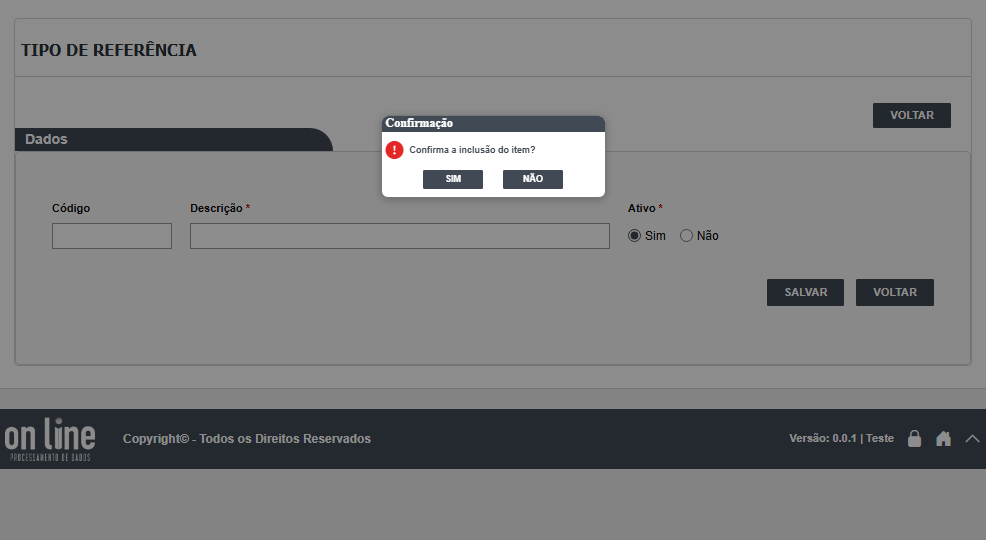 TIPO DE REFERÊNCIA
VOLTAR
Dados
Confirmação
! Confirma a inclusão do item?
SIM NÃO
Código Descrição * Ativo *
Sim Não
SALVAR VOLTAR
on line
PROCESSAMENTO DE DADOS
Copyright© - Todos os Direitos Reservados
Versão: 0.0.1 | Teste